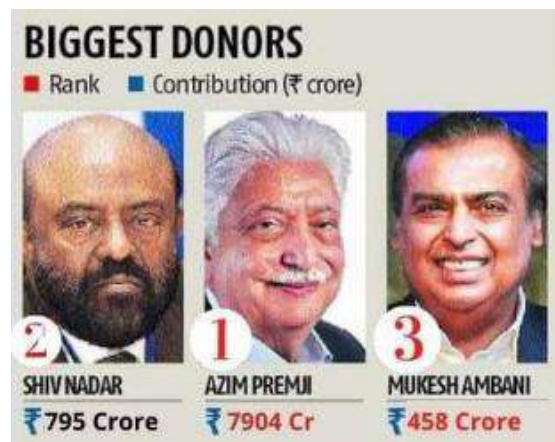 BIGGEST DONORS
Rank Contribution (₹ crore)
2 1 3
SHIV NADAR AZIM PREMJI MUKESH AMBANI
₹795 Crore ₹ 7904 Cr ₹458 Crore